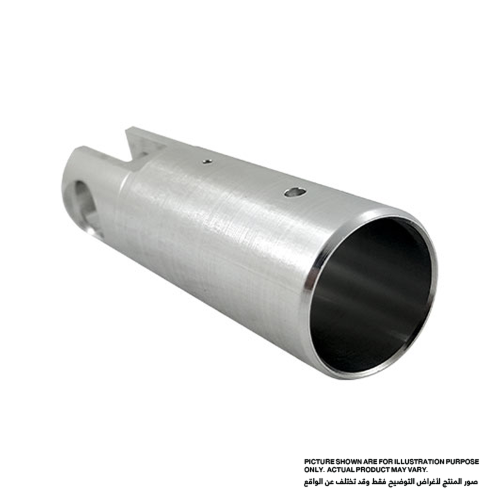 PICTURE SHOWN ARE FOR ILLUSTRATION PURPOSE
ONLY.  ACTUAL PRODUCT MAY VARY.
صور المنتج لأغراض التوضيح فقط وقد تختلف عن الواقع